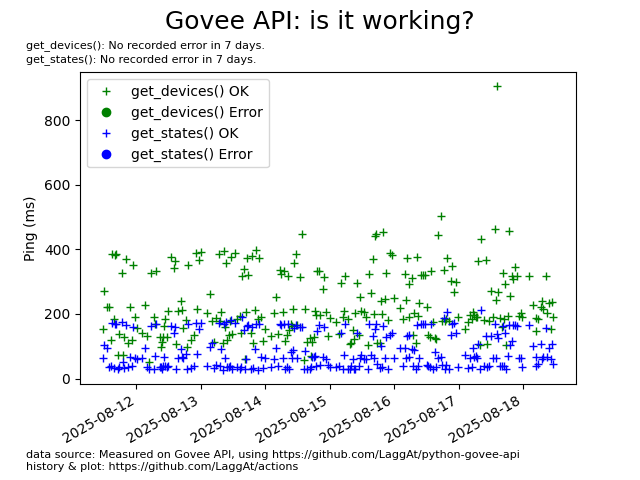 Govee API: is it working?
get_devices(): No recorded error in 7 days.
get_states(): No recorded error in 7 days.
get_devices() OK
get_devices() Error
get_states() OK
get_states() Error
Ping (ms)
800
600
400
200
0
2025-08-12
2025-08-13
2025-08-14
2025-08-15
2025-08-16
2025-08-17
2025-08-18
data source: Measured on Govee API, using https://github.com/LaggAt/python-govee-api
history & plot: https://github.com/LaggAt/actions